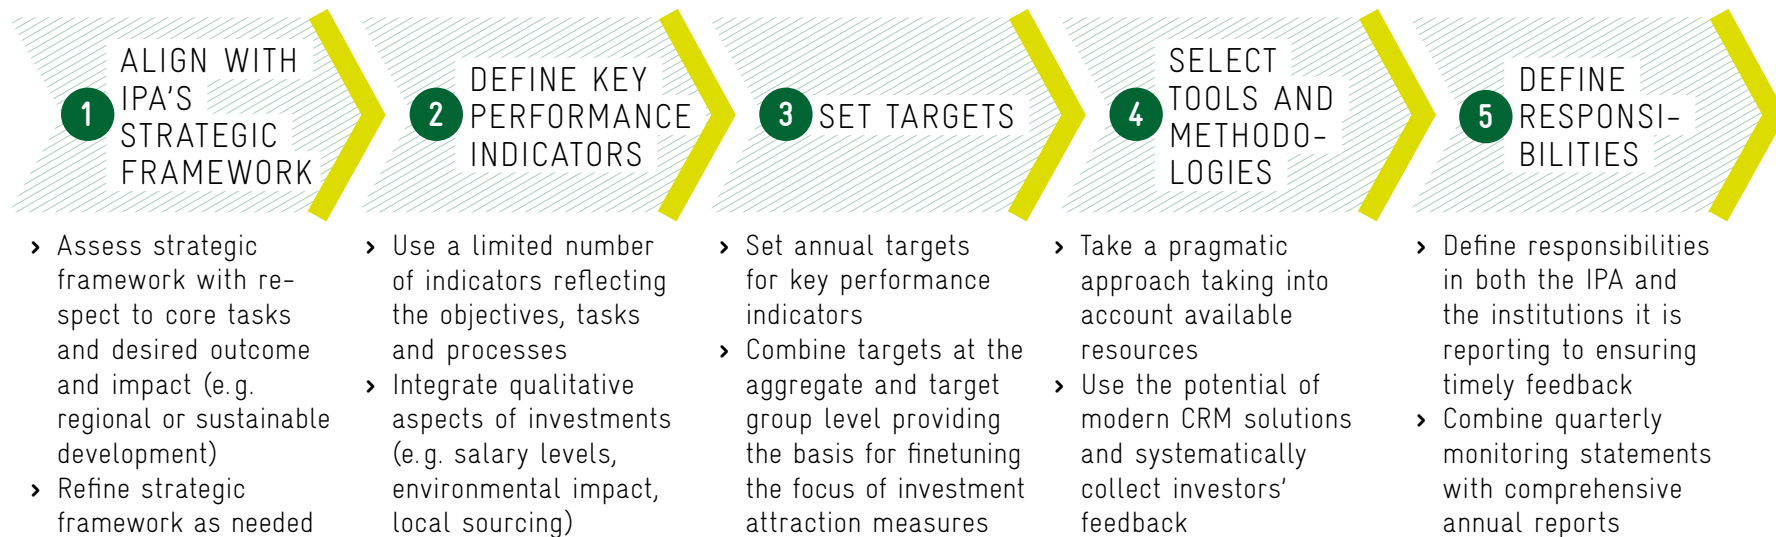 1
ALIGN WITH
IPA'S
STRATEGIC
FRAMEWORK
› Assess strategic
framework with re-
spect to core tasks
and desired outcome
and impact (e.g.
regional or sustainable
development)
› Refine strategic
framework as needed
2
DEFINE KEY
PERFORMANCE
INDICATORS
› Use a limited number
of indicators reflecting
the objectives, tasks
and processes
› Integrate qualitative
aspects of investments
(e.g. salary levels,
environmental impact,
local sourcing)
3
SET TARGETS
› Set annual targets
for key performance
indicators
› Combine targets at the
aggregate and target
group level providing
the basis for finetuning
the focus of investment
attraction measures
4
SELECT
TOOLS AND
METHODO-
LOGIES
› Take a pragmatic
approach taking into
account available
resources
› Use the potential of
modern CRM solutions
and systematically
collect investors'
feedback
5
DEFINE
RESPONSI-
BILITIES
› Define responsibilities
in both the IPA and
the institutions it is
reporting to ensuring
timely feedback
› Combine quarterly
monitoring statements
with comprehensive
annual reports